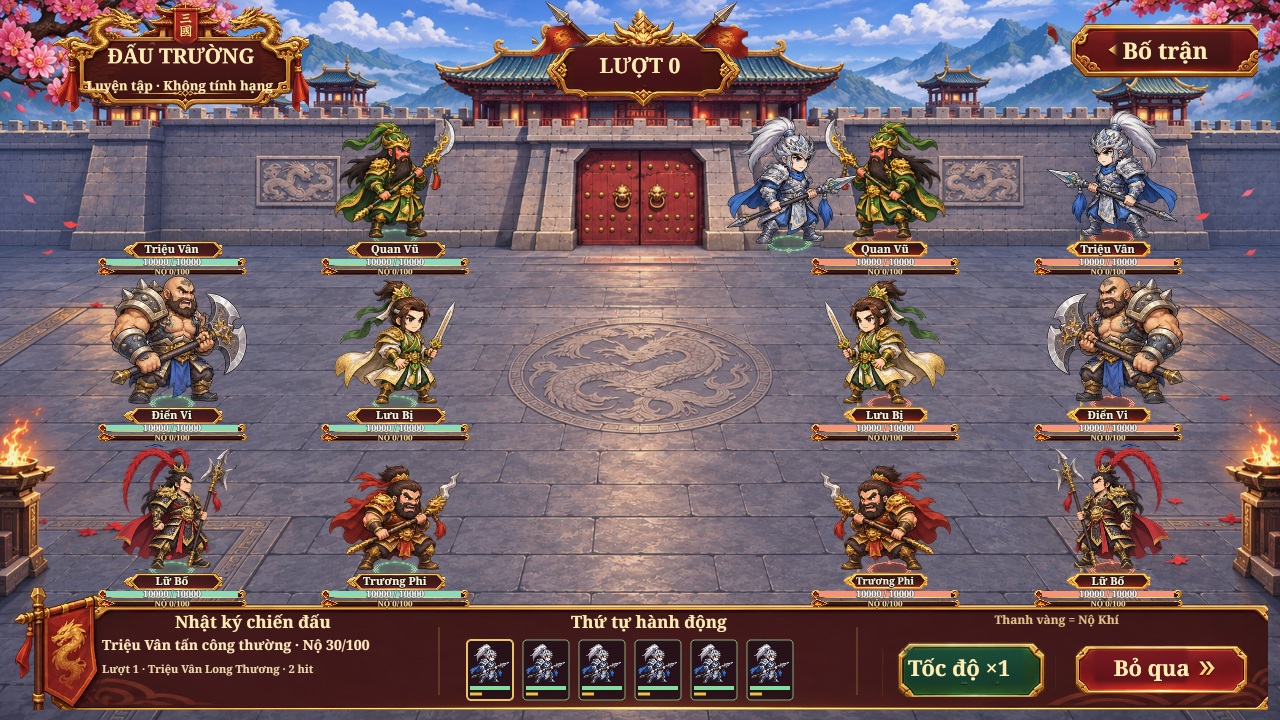 三
國
ĐẤU TRƯỜNG
Luyện tập · Không tính hạng
LƯỢT 0
Bố trận
Triệu Vân
10000 / 10000
NỘ 0/100
Quan Vũ
10000 / 10000
NỘ 0/100
Quan Vũ
10000 / 10000
NỘ 0/100
Triệu Vân
10000 / 10000
NỘ 0/100
Điển Vi
10000 / 10000
NỘ 0/100
Lưu Bị
10000 / 10000
NỘ 0/100
Lưu Bị
10000 / 10000
NỘ 0/100
Điển Vi
10000 / 10000
NỘ 0/100
Lữ Bố
10000 / 10000
NỘ 0/100
Trương Phi
10000 / 10000
NỘ 0/100
Trương Phi
10000 / 10000
NỘ 0/100
Lữ Bố
10000 / 10000
NỘ 0/100
Nhật ký chiến đấu
Triệu Vân tấn công thường · Nộ 30/100
Lượt 1 · Triệu Vân Long Thương · 2 hit
Thứ tự hành động
Thanh vàng = Nộ Khí
Tốc độ ×1
Bỏ qua »